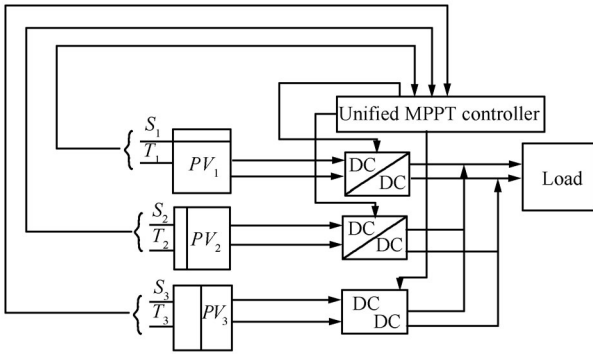 Unified MPPT controller
S1
T1
PV1
DC
DC
Load
S2
T2
PV2
DC
DC
S3
T3
PV3
DC
DC